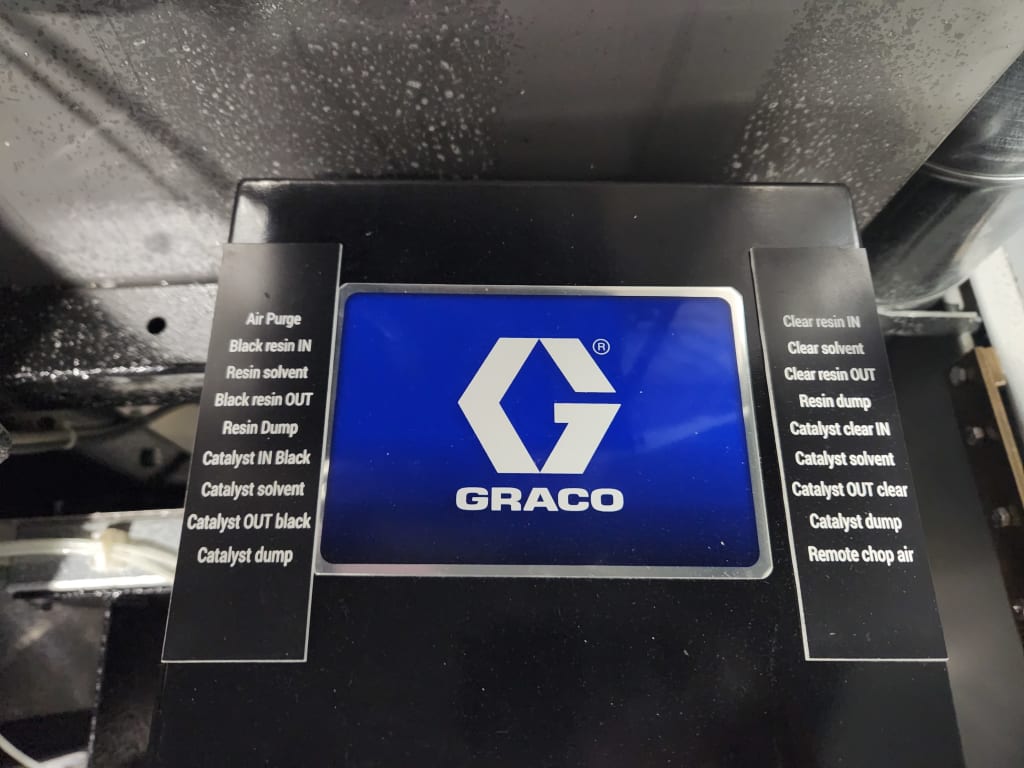 Air Purge
Black resin IN
Resin solvent
Black resin OUT
Resin Dump
Catalyst IN Black
Catalyst solvent
Catalyst OUT black
Catalyst dump
®
GRACO
Clear resin IN
Clear solvent
Clear resin OUT
Resin dump
Catalyst clear IN
Catalyst solvent
Catalyst OUT clear
Catalyst dump
Remote chop air